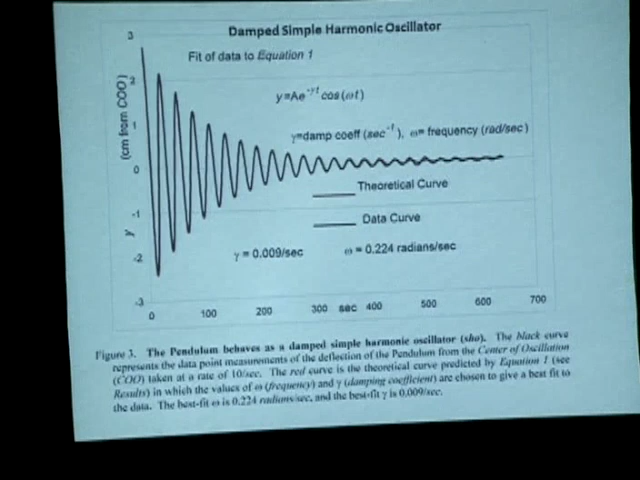 Damped Simple Harmonic Oscillator
Fit of data to Equation 1
y=Ae^-γt cos(ωt)
γ=damp coeff (sec^-1), ω= frequency (rad/sec)
Theoretical Curve
Data Curve
γ = 0.009/sec ω = 0.224 radians/sec
y (cm from COO)
3
2
1
0
-1
-2
-3
0 100 200 300 sec 400 500 600 700
Figure 3. The Pendulum behaves as a damped simple harmonic oscillator (sho). The black curve
represents the data point measurements of the deflection of the Pendulum from the Center of Oscillation
(COO) taken at a rate of 10/sec. The red curve is the theoretical curve predicted by Equation 1 (see
Results) in which the values of ω (frequency) and γ (damping coefficient) are chosen to give a best fit to
the data. The best-fit ω is 0.224 radians/sec, and the best-fit γ is 0.009/sec.